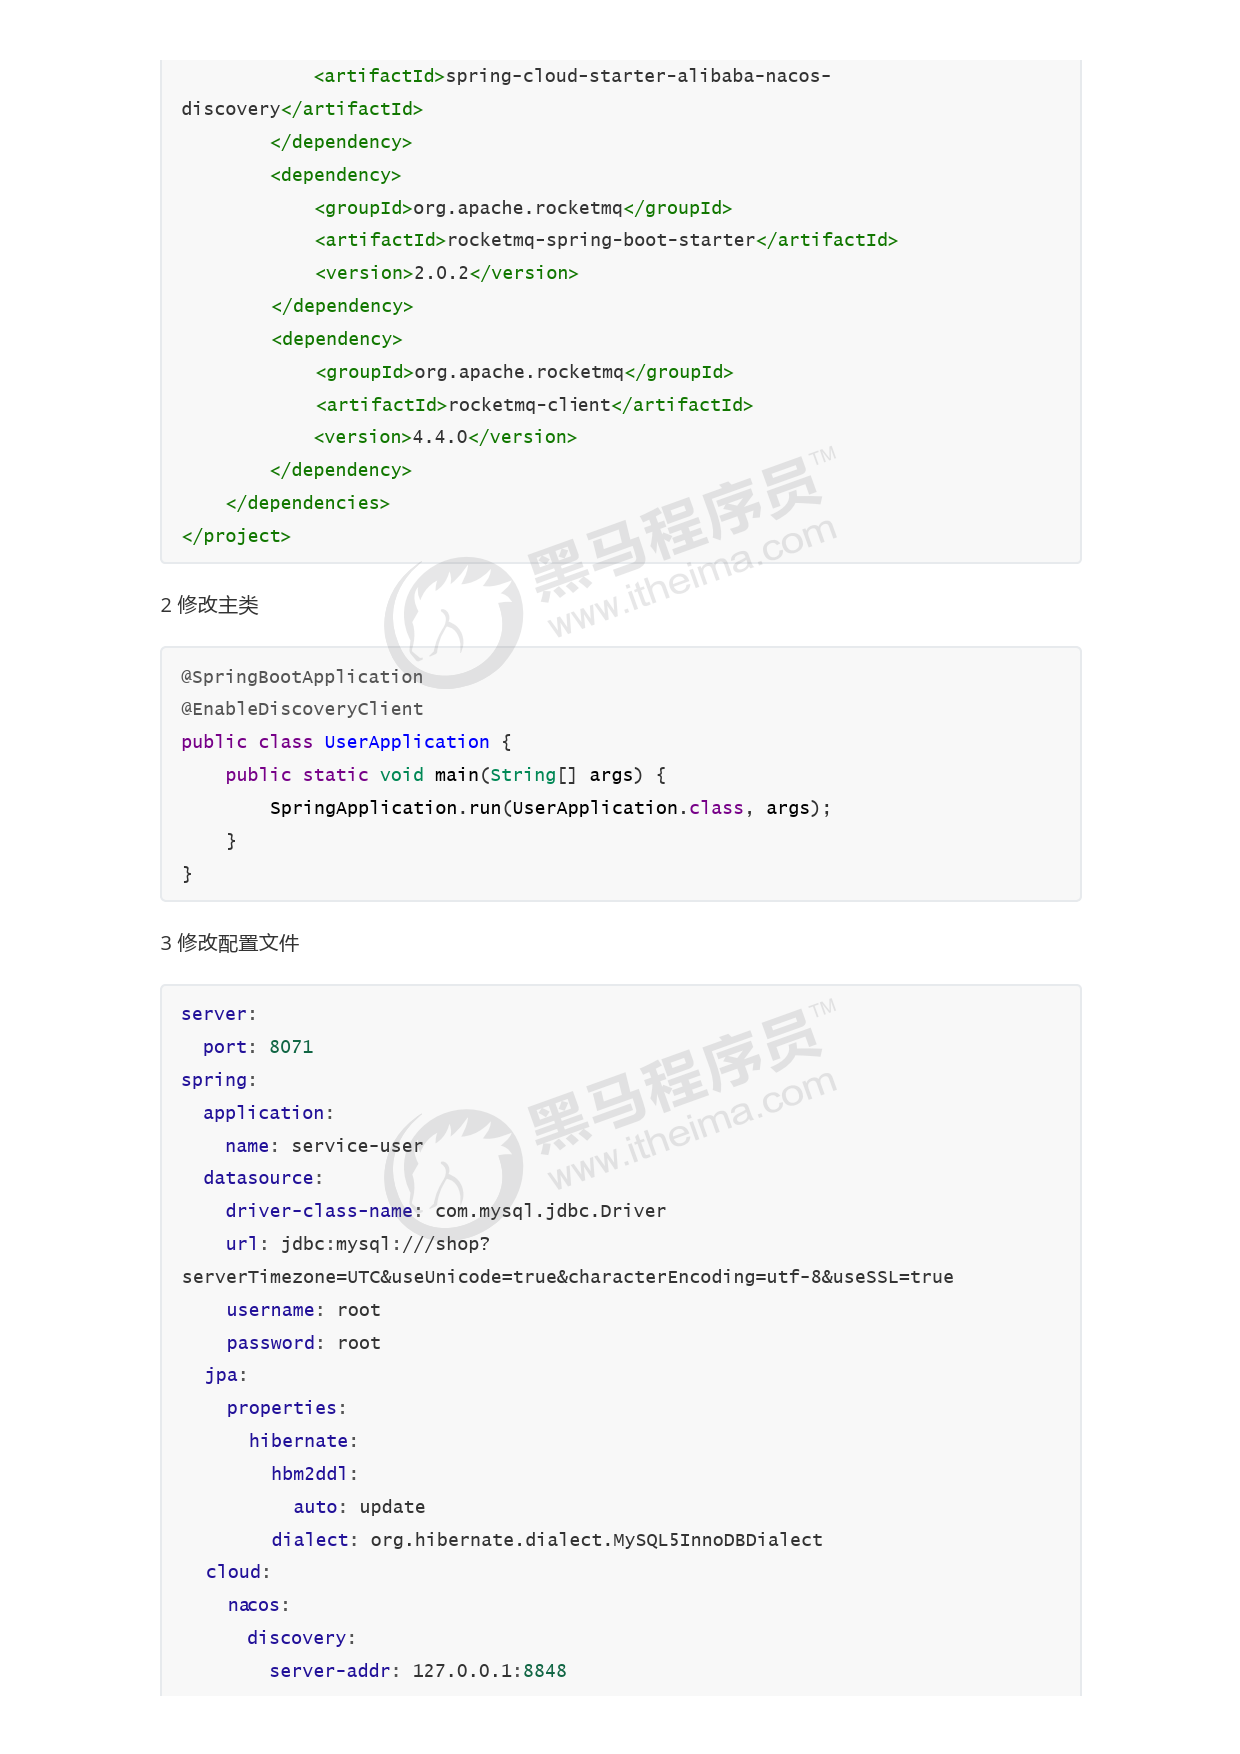 <artifactId>spring-cloud-starter-alibaba-nacos-
discovery</artifactId>
        </dependency>
        <dependency>
            <groupId>org.apache.rocketmq</groupId>
            <artifactId>rocketmq-spring-boot-starter</artifactId>
            <version>2.0.2</version>
        </dependency>
        <dependency>
            <groupId>org.apache.rocketmq</groupId>
            <artifactId>rocketmq-client</artifactId>
            <version>4.4.0</version>
        </dependency>
    </dependencies>
</project>
黑马程序员™
www.itheima.com
2 修改主类
@SpringBootApplication
@EnableDiscoveryClient
public class UserApplication {
    public static void main(String[] args) {
        SpringApplication.run(UserApplication.class, args);
    }
}
3 修改配置文件
server:
  port: 8071
spring:
  application:
    name: service-user
  datasource:
    driver-class-name: com.mysql.jdbc.Driver
    url: jdbc:mysql:///shop?
serverTimezone=UTC&useUnicode=true&characterEncoding=utf-8&useSSL=true
    username: root
    password: root
  jpa:
    properties:
      hibernate:
        hbm2ddl:
          auto: update
        dialect: org.hibernate.dialect.MySQL5InnoDBDialect
  cloud:
    nacos:
      discovery:
        server-addr: 127.0.0.1:8848
黑马程序员™
www.itheima.com